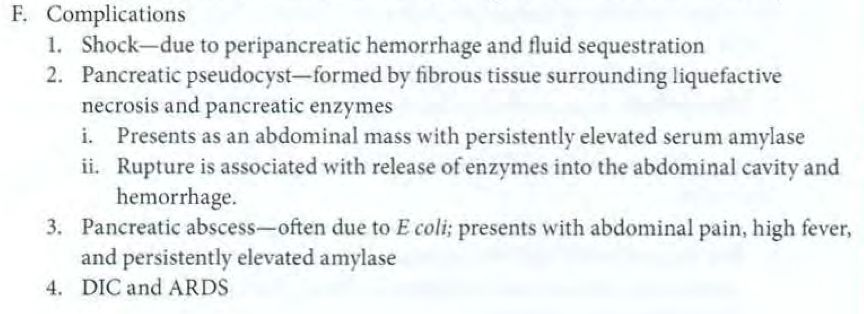 F. Complications
1. Shock—due to peripancreatic hemorrhage and fluid sequestration
2. Pancreatic pseudocyst—formed by fibrous tissue surrounding liquefactive
necrosis and pancreatic enzymes
i. Presents as an abdominal mass with persistently elevated serum amylase
ii. Rupture is associated with release of enzymes into the abdominal cavity and
hemorrhage.
3. Pancreatic abscess—often due to E coli; presents with abdominal pain, high fever,
and persistently elevated amylase
4. DIC and ARDS